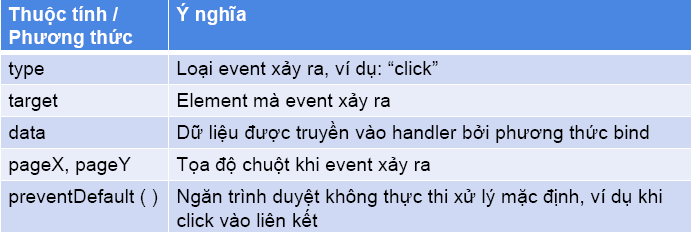 Thuộc tính / Ý nghĩa
Phương thức
type Loại event xảy ra, ví dụ: “click”
target Element mà event xảy ra
data Dữ liệu được truyền vào handler bởi phương thức bind
pageX, pageY Tọa độ chuột khi event xảy ra
preventDefault ( ) Ngăn trình duyệt không thực thi xử lý mặc định, ví dụ khi
click vào liên kết